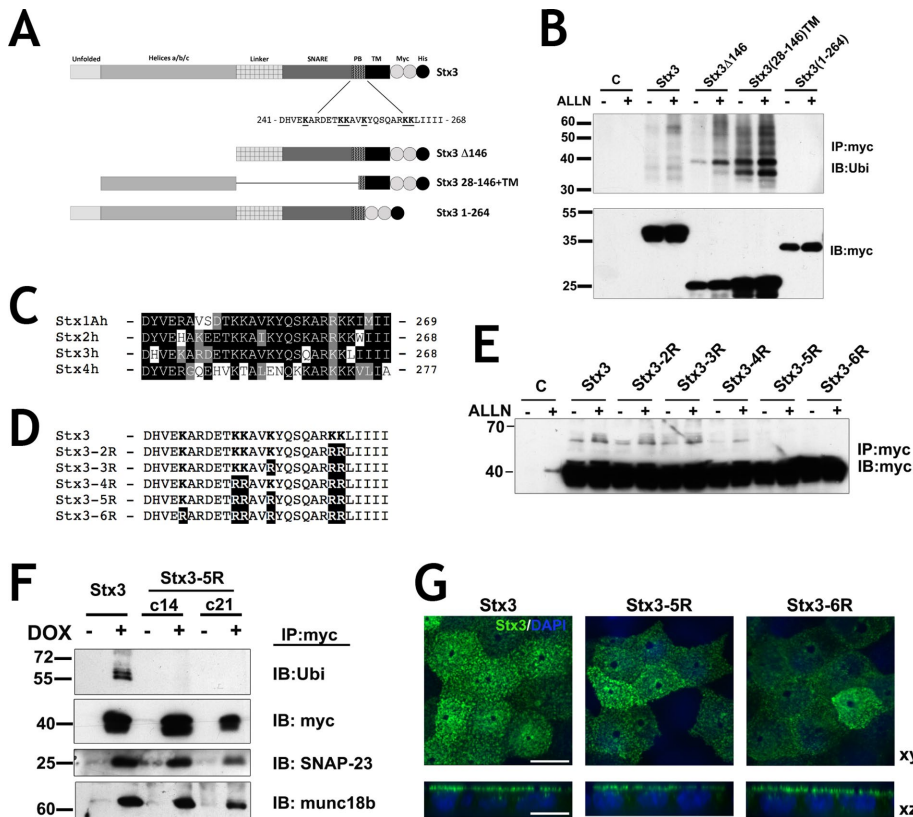 A
Unfolded Helices a/b/c Linker SNARE PB TM Myc His
Stx3
241 - DHVEKARDETKKAVKYQSQARKKLIIII - 268
Stx3 Δ146
Stx3 28-146+TM
Stx3 1-264
B
C Stx3 Stx3Δ146 Stx3(28-146)TM Stx3(1-264)
ALLN - + - + - + - + - +
60
50
40
30
IP:myc
IB:Ubi
55
35
25
IB:myc
C
Stx1Ah - DYVERAVSDTKKAVKYQSKARRKKIMII - 269
Stx2h - DYVEHAKEETKKAIKYQSKARRKKWII - 268
Stx3h - DHVEKARDETKKAVKYQSQARKKLII - 268
Stx4h - DYVERGQEHVKTALENQKKARKKKVLIA - 277
D
Stx3 - DHVEKARDETKKAVKYQSQARKKLIIII
Stx3-2R - DHVEKARDETKKAVKYQSQARRRLIIII
Stx3-3R - DHVEKARDETKKAVRYQSQARRRLIIII
Stx3-4R - DHVEKARDETRRAVKYQSQARRRLIIII
Stx3-5R - DHVEKARDETRRAVRYQSQARRRLIIII
Stx3-6R - DHVERARDETRRAVRYQSQARRRLIIII
E
C Stx3 Stx3-2R Stx3-3R Stx3-4R Stx3-5R Stx3-6R
ALLN - + - + - + - + - + - + - +
70
40
IP:myc
IB:myc
F
Stx3 Stx3-5R
c14 c21
DOX - + - + - + IP:myc
72
55
IB:Ubi
40
IB: myc
25
IB: SNAP-23
60
IB: munc18b
G
Stx3 Stx3-5R Stx3-6R
Stx3/DAPI
xy
xz